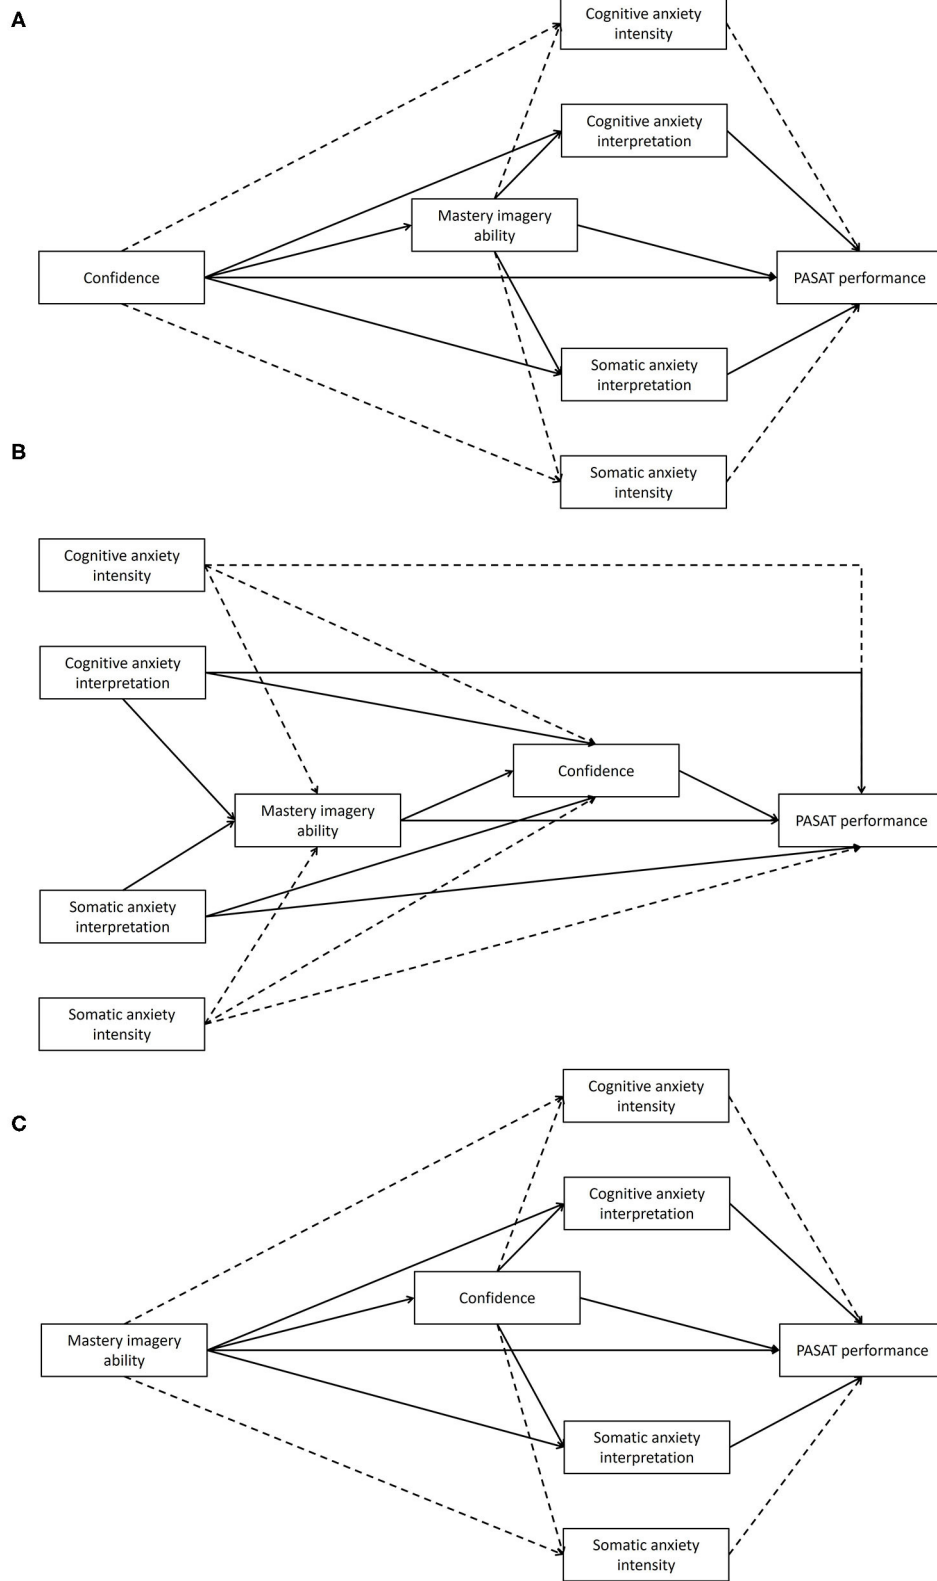 A
Cognitive anxiety
intensity
Cognitive anxiety
interpretation
Mastery imagery
ability
Confidence
PASAT performance
Somatic anxiety
interpretation
Somatic anxiety
intensity
B
Cognitive anxiety
intensity
Cognitive anxiety
interpretation
Confidence
Mastery imagery
ability
PASAT performance
Somatic anxiety
interpretation
Somatic anxiety
intensity
C
Cognitive anxiety
intensity
Cognitive anxiety
interpretation
Confidence
Mastery imagery
ability
PASAT performance
Somatic anxiety
interpretation
Somatic anxiety
intensity